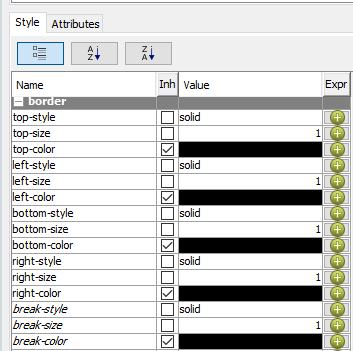 Style Attributes
A Z Z A
Name Inh Value Expr
border
top-style solid
top-size 1
top-color
left-style solid
left-size 1
left-color
bottom-style solid
bottom-size 1
bottom-color
right-style solid
right-size 1
right-color
break-style solid
break-size 1
break-color